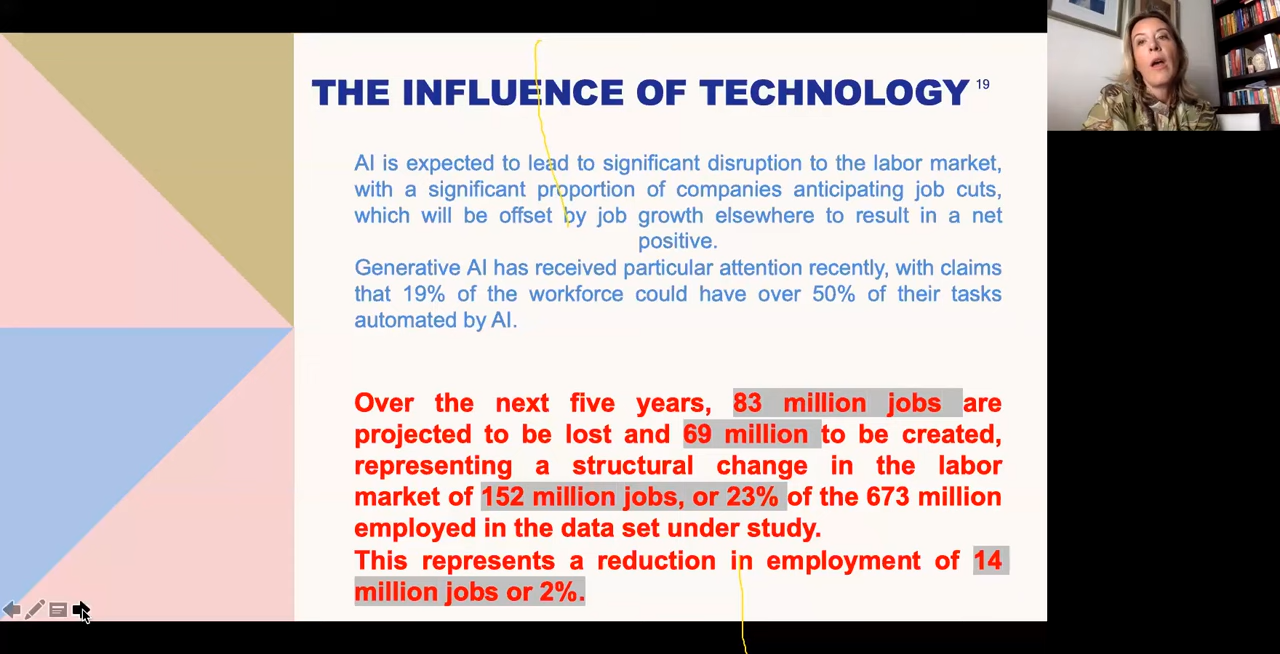 THE INFLUENCE OF TECHNOLOGY 19
AI is expected to lead to significant disruption to the labor market,
with a significant proportion of companies anticipating job cuts,
which will be offset by job growth elsewhere to result in a net
positive.
Generative AI has received particular attention recently, with claims
that 19% of the workforce could have over 50% of their tasks
automated by AI.
Over the next five years, 83 million jobs are
projected to be lost and 69 million to be created,
representing a structural change in the labor
market of 152 million jobs, or 23% of the 673 million
employed in the data set under study.
This represents a reduction in employment of 14
million jobs or 2%.